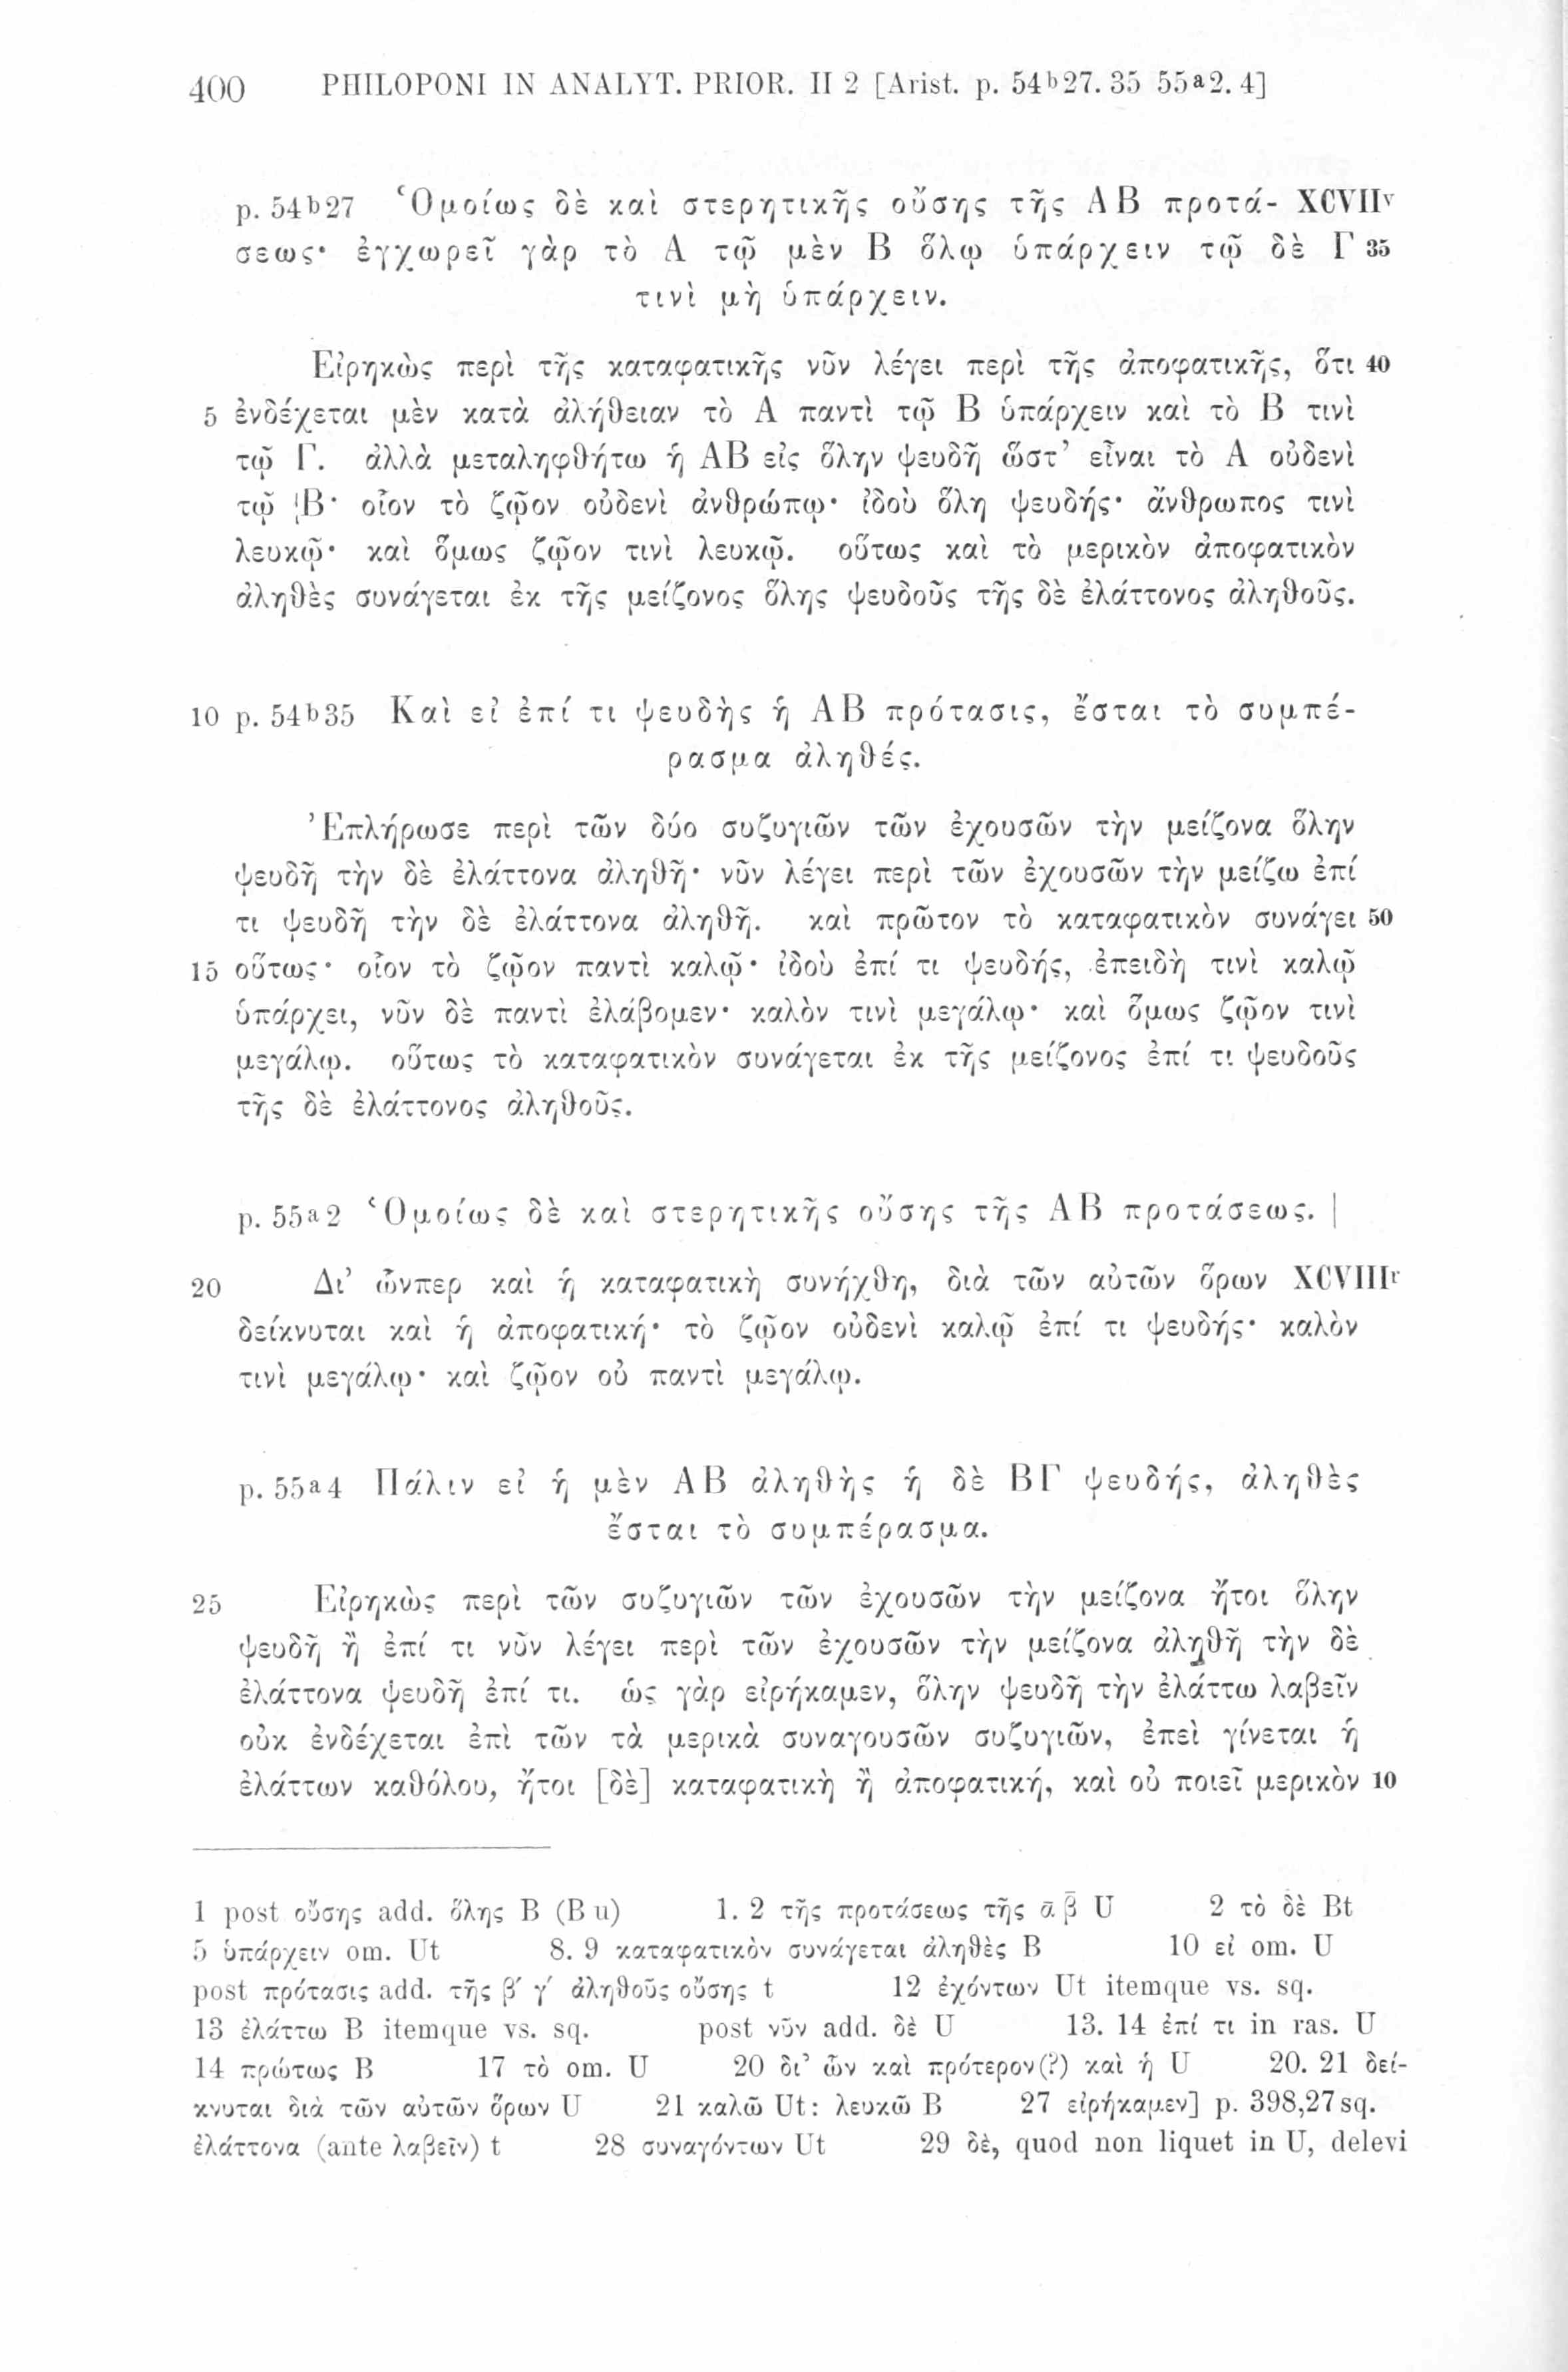 400 PHILOPONI IN ANALYT. PRIOR. II 2 [Arist. p. 54b27. 35 55a2. 4]
p. 54b27 Ὁμοίως δὲ καὶ στερητικῆς οὔσης τῆς ΑΒ προτά- XCVIIv
σεως· ἐγχωρεῖ γὰρ τὸ Α τῷ μὲν Β ὅλῳ ὑπάρχειν τῷ δὲ Γ 35
τινὶ μὴ ὑπάρχειν.
Εἰρηκὼς περὶ τῆς καταφατικῆς νῦν λέγει περὶ τῆς ἀποφατικῆς, ὅτι 40
5 ἐνδέχεται μὲν κατὰ ἀλήθειαν τὸ Α παντὶ τῷ Β ὑπάρχειν καὶ τὸ Β τινὶ
τῷ Γ. ἀλλὰ μεταληφθήτω ἡ ΑΒ εἰς ὅλην ψευδῆ ὥστ’ εἶναι τὸ Α οὐδενὶ
τῷ Β· οἷον τὸ ζῷον οὐδενὶ ἀνθρώπῳ· ἰδοὺ ὅλη ψευδής· ἄνθρωπος τινὶ
λευκῷ· καὶ ὅμως ζῷον τινὶ λευκῷ. οὕτως καὶ τὸ μερικὸν ἀποφατικὸν
ἀληθὲς συνάγεται ἐκ τῆς μείζονος ὅλης ψευδοῦς τῆς δὲ ἐλάττονος ἀληθοῦς.
10 p. 54b35 Καὶ εἰ ἐπί τι ψευδὴς ἡ ΑΒ πρότασις, ἔσται τὸ συμπέ-
ρασμα ἀληθές.
Ἐπλήρωσε περὶ τῶν δύο συζυγιῶν τῶν ἐχουσῶν τὴν μείζονα ὅλην
ψευδῆ τὴν δὲ ἐλάττονα ἀληθῆ· νῦν λέγει περὶ τῶν ἐχουσῶν τὴν μείζω ἐπί
τι ψευδῆ τὴν δὲ ἐλάττονα ἀληθῆ. καὶ πρῶτον τὸ καταφατικὸν συνάγει 50
15 οὕτως· οἷον τὸ ζῷον παντὶ καλῷ· ἰδοὺ ἐπί τι ψευδής, ἐπειδὴ τινὶ καλῷ
ὑπάρχει, νῦν δὲ παντὶ ἐλάβομεν· καλὸν τινὶ μεγάλῳ· καὶ ὅμως ζῷον τινὶ
μεγάλῳ. οὕτως τὸ καταφατικὸν συνάγεται ἐκ τῆς μείζονος ἐπί τι ψευδοῦς
τῆς δὲ ἐλάττονος ἀληθοῦς.
p. 55a2 Ὁμοίως δὲ καὶ στερητικῆς οὔσης τῆς ΑΒ προτάσεως. |
20 Δι’ ὧνπερ καὶ ἡ καταφατικὴ συνήχθη, διὰ τῶν αὐτῶν ὅρων XCVIIIr
δείκνυται καὶ ἡ ἀποφατική· τὸ ζῷον οὐδενὶ καλῷ ἐπί τι ψευδής· καλὸν
τινὶ μεγάλῳ· καὶ ζῷον οὐ παντὶ μεγάλῳ.
p. 55a4 Πάλιν εἰ ἡ μὲν ΑΒ ἀληθὴς ἡ δὲ ΒΓ ψευδής, ἀληθὲς
ἔσται τὸ συμπέρασμα.
25 Εἰρηκὼς περὶ τῶν συζυγιῶν τῶν ἐχουσῶν τὴν μείζονα ἤτοι ὅλην
ψευδῆ ἢ ἐπί τι νῦν λέγει περὶ τῶν ἐχουσῶν τὴν μείζονα ἀληθῆ τὴν δὲ
ἐλάττονα ψευδῆ ἐπί τι. ὡς γὰρ εἰρήκαμεν, ὅλην ψευδῆ τὴν ἐλάττω λαβεῖν
οὐκ ἐνδέχεται ἐπὶ τῶν τὰ μερικὰ συναγουσῶν συζυγιῶν, ἐπεὶ γίνεται ἡ
ἐλάττων καθόλου, ἤτοι [δὲ] καταφατικὴ ἢ ἀποφατική, καὶ οὐ ποιεῖ μερικὸν 10
1 post οὔσης add. ὅλης B (B u) 1. 2 τῆς προτάσεως τῆς ᾱ β̄ U 2 τὸ δὲ Bt
5 ὑπάρχειν om. Ut 8. 9 καταφατικὸν συνάγεται ἀληθὲς B 10 εἰ om. U
post πρότασις add. τῆς β′ γ′ ἀληθοῦς οὔσης t 12 ἐχόντων Ut itemque vs. sq.
13 ἐλάττω B itemque vs. sq. post νῦν add. δὲ U 13. 14 ἐπί τι in ras. U
14 πρώτως B 17 τὸ om. U 20 δι’ ὧν καὶ πρότερον(?) καὶ ἡ U 20. 21 δεί-
κνυται διὰ τῶν αὐτῶν ὅρων U 21 καλῶ Ut: λευκῶ B 27 εἰρήκαμεν] p. 398,27 sq.
ἐλάττονα (ante λαβεῖν) t 28 συναγόντων Ut 29 δὲ, quod non liquet in U, delevi